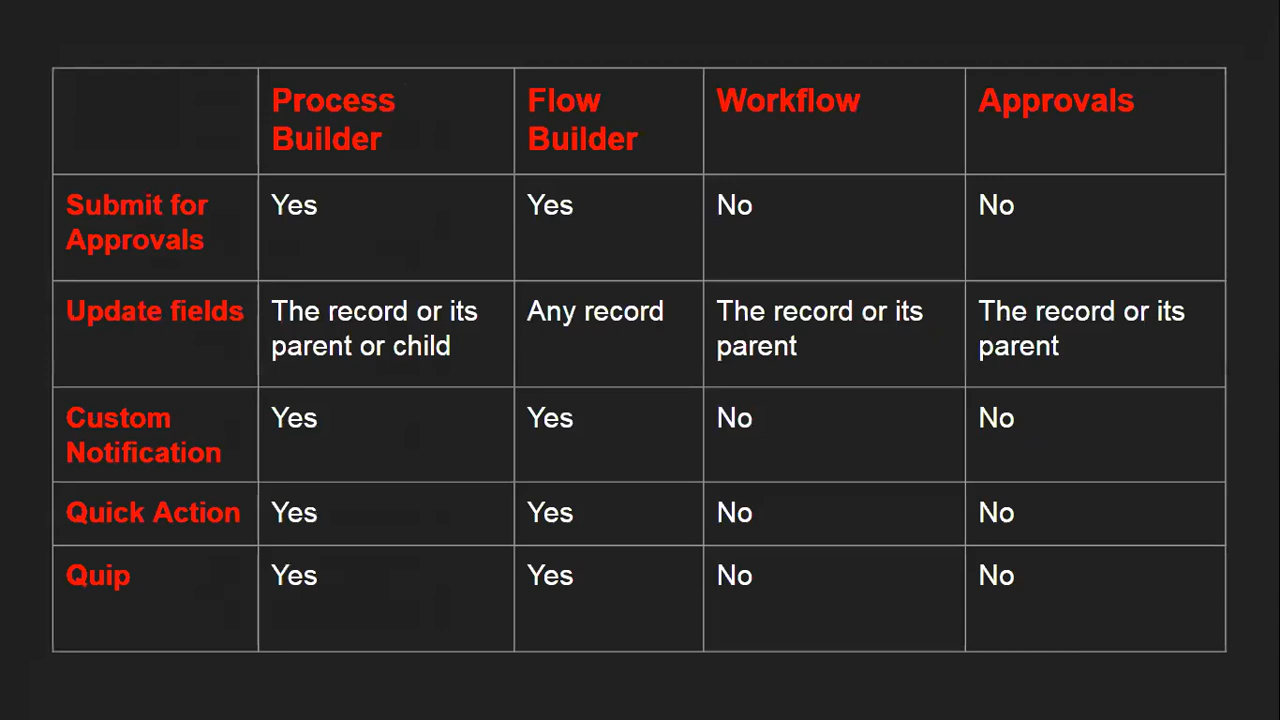 Process Builder
Flow Builder
Workflow
Approvals
Submit for Approvals
Yes
Yes
No
No
Update fields
The record or its parent or child
Any record
The record or its parent
The record or its parent
Custom Notification
Yes
Yes
No
No
Quick Action
Yes
Yes
No
No
Quip
Yes
Yes
No
No